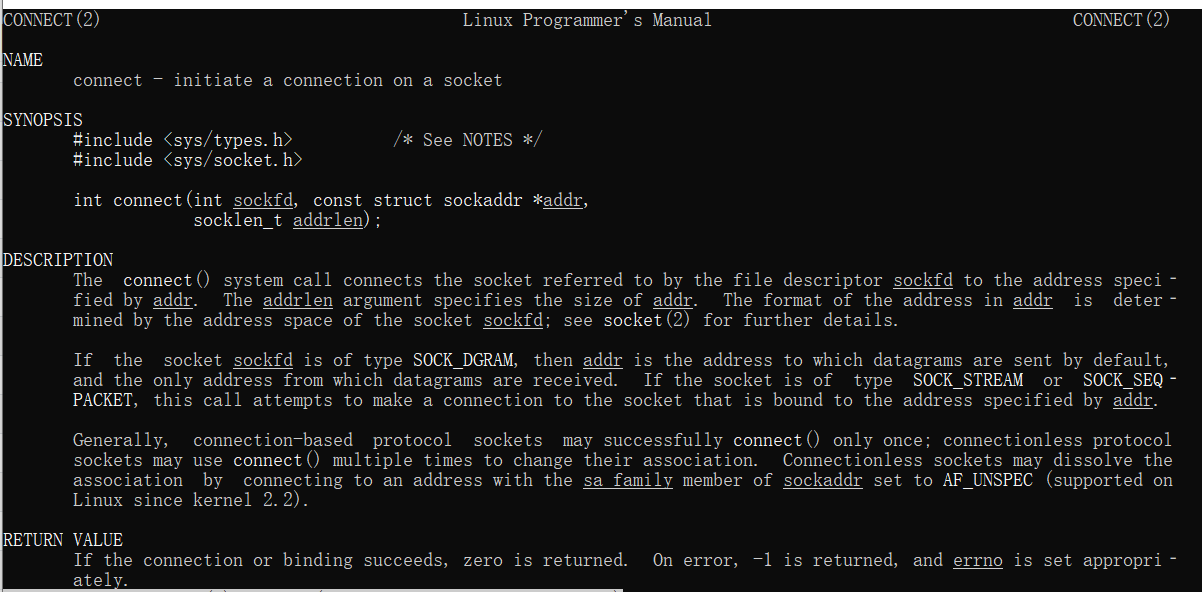 CONNECT(2) Linux Programmer's Manual CONNECT(2)
NAME
connect - initiate a connection on a socket
SYNOPSIS
#include <sys/types.h> /* See NOTES */
#include <sys/socket.h>
int connect(int sockfd, const struct sockaddr *addr,
socklen_t addrlen);
DESCRIPTION
The connect() system call connects the socket referred to by the file descriptor sockfd to the address speci-
fied by addr. The addrlen argument specifies the size of addr. The format of the address in addr is deter-
mined by the address space of the socket sockfd; see socket(2) for further details.
If the socket sockfd is of type SOCK_DGRAM, then addr is the address to which datagrams are sent by default,
and the only address from which datagrams are received. If the socket is of type SOCK_STREAM or SOCK_SEQ-
PACKET, this call attempts to make a connection to the socket that is bound to the address specified by addr.
Generally, connection-based protocol sockets may successfully connect() only once; connectionless protocol
sockets may use connect() multiple times to change their association. Connectionless sockets may dissolve the
association by connecting to an address with the sa_family member of sockaddr set to AF_UNSPEC (supported on
Linux since kernel 2.2).
RETURN VALUE
If the connection or binding succeeds, zero is returned. On error, -1 is returned, and errno is set appropri-
ately.